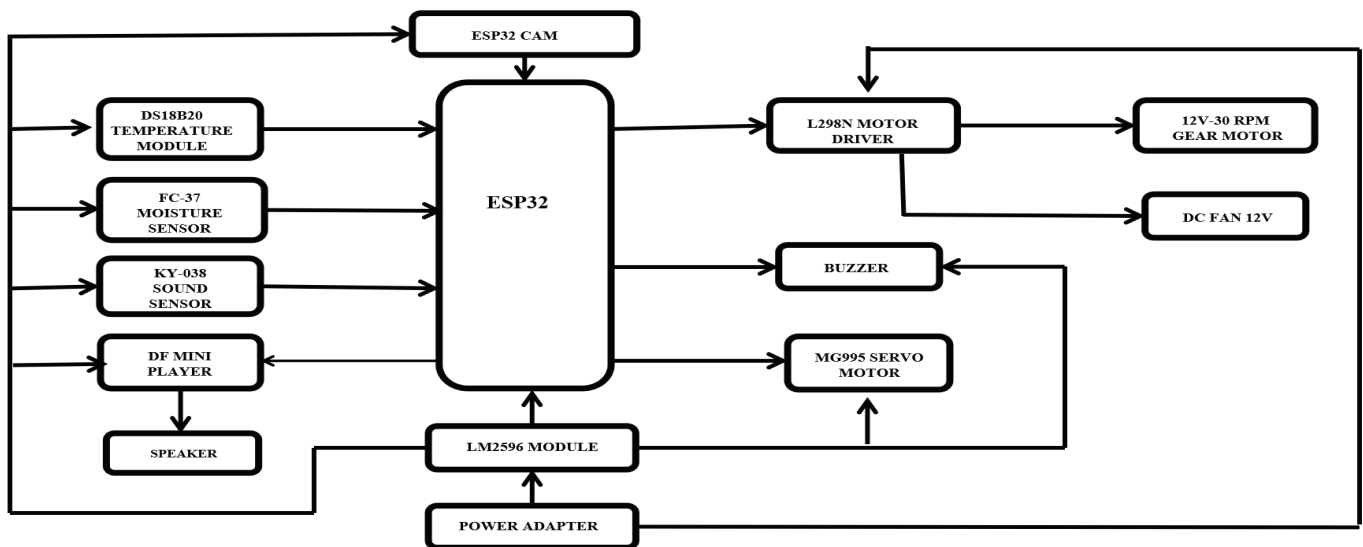 ESP32 CAM
DS18B20
TEMPERATURE
MODULE
L298N MOTOR
DRIVER
12V-30 RPM
GEAR MOTOR
FC-37
MOISTURE
SENSOR
ESP32
DC FAN 12V
KY-038
SOUND
SENSOR
BUZZER
DF MINI
PLAYER
MG995 SERVO
MOTOR
SPEAKER
LM2596 MODULE
POWER ADAPTER